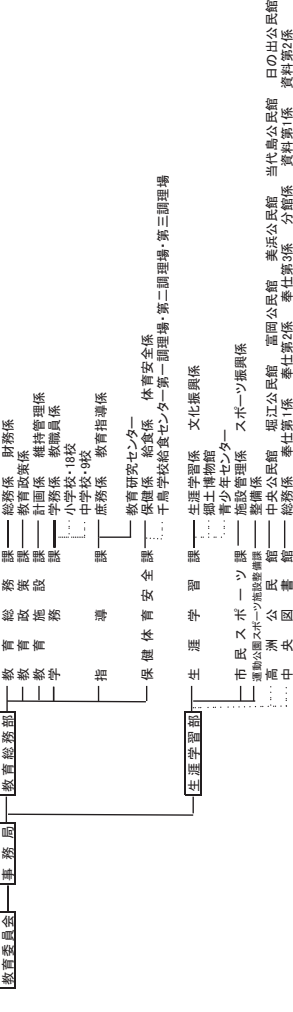 教育委員会
事務局
教育総務部
教育総務課 総務係 財務係
教育政策課 教育政策係
教育施設課 計画係 維持管理係
学務課 学務係 教職員係
小学校・18校
中学校・9校
指導課 庶務係 教育指導係
教育研究センター
保健体育安全課 保健係 給食係 体育安全係
千鳥学校給食センター第一調理場・第二調理場・第三調理場
生涯学習部
生涯学習課 生涯学習係 文化振興係
郷土博物館
青少年センター
市民スポーツ課 施設管理係 スポーツ振興係
運動公園スポーツ施設整備課 整備係
高洲公民館 中央公民館 堀江公民館 富岡公民館 美浜公民館 当代島公民館 日の出公民館
中央図書館 総務係 奉仕第1係 奉仕第2係 奉仕第3係 分館係 資料第1係 資料第2係